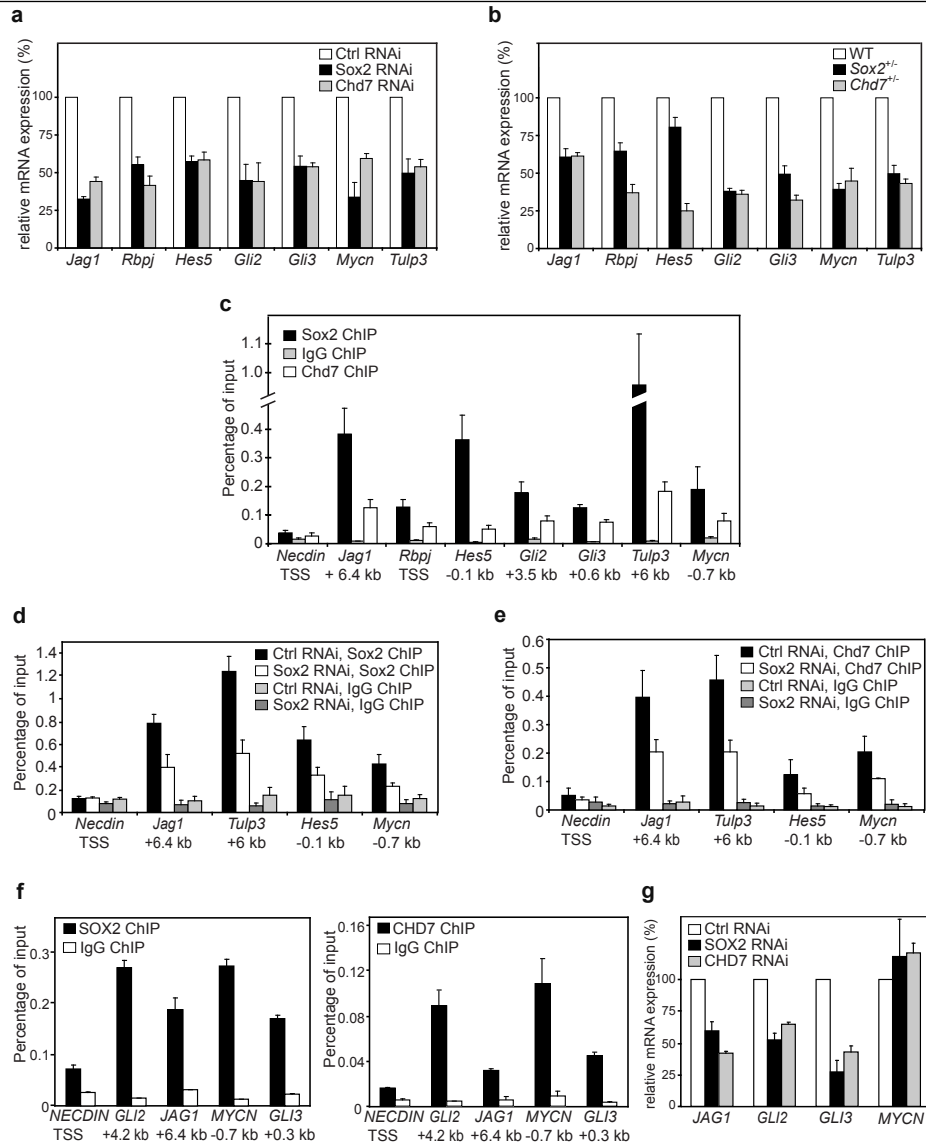 a
relative mRNA expression (%)
Ctrl RNAi
Sox2 RNAi
Chd7 RNAi
100
75
50
25
0
Jag1 Rbpj Hes5 Gli2 Gli3 Mycn Tulp3
b
relative mRNA expression (%)
WT
Sox2+/-
Chd7+/-
100
75
50
25
0
Jag1 Rbpj Hes5 Gli2 Gli3 Mycn Tulp3
c
Percentage of input
Sox2 ChIP
IgG ChIP
Chd7 ChIP
1.1
1.0
0.4
0.3
0.2
0.1
0
Necdin Jag1 Rbpj Hes5 Gli2 Gli3 Tulp3 Mycn
TSS + 6.4 kb TSS -0.1 kb +3.5 kb +0.6 kb +6 kb -0.7 kb
d
Percentage of input
Ctrl RNAi, Sox2 ChIP
Sox2 RNAi, Sox2 ChIP
Ctrl RNAi, IgG ChIP
Sox2 RNAi, IgG ChIP
1.4
1.2
1.0
0.8
0.6
0.4
0.2
0
Necdin Jag1 Tulp3 Hes5 Mycn
TSS +6.4 kb +6 kb -0.1 kb -0.7 kb
e
Percentage of input
Ctrl RNAi, Chd7 ChIP
Sox2 RNAi, Chd7 ChIP
Ctrl RNAi, IgG ChIP
Sox2 RNAi, IgG ChIP
0.6
0.5
0.4
0.3
0.2
0.1
0
Necdin Jag1 Tulp3 Hes5 Mycn
TSS +6.4 kb +6 kb -0.1 kb -0.7 kb
f
Percentage of input
SOX2 ChIP
IgG ChIP
0.3
0.2
0.1
0
NECDIN GLI2 JAG1 MYCN GLI3
TSS +4.2 kb +6.4 kb -0.7 kb +0.3 kb
Percentage of input
CHD7 ChIP
IgG ChIP
0.16
0.12
0.08
0.04
0
NECDIN GLI2 JAG1 MYCN GLI3
TSS +4.2 kb +6.4 kb -0.7 kb +0.3 kb
g
relative mRNA expression (%)
Ctrl RNAi
SOX2 RNAi
CHD7 RNAi
100
75
50
25
0
JAG1 GLI2 GLI3 MYCN